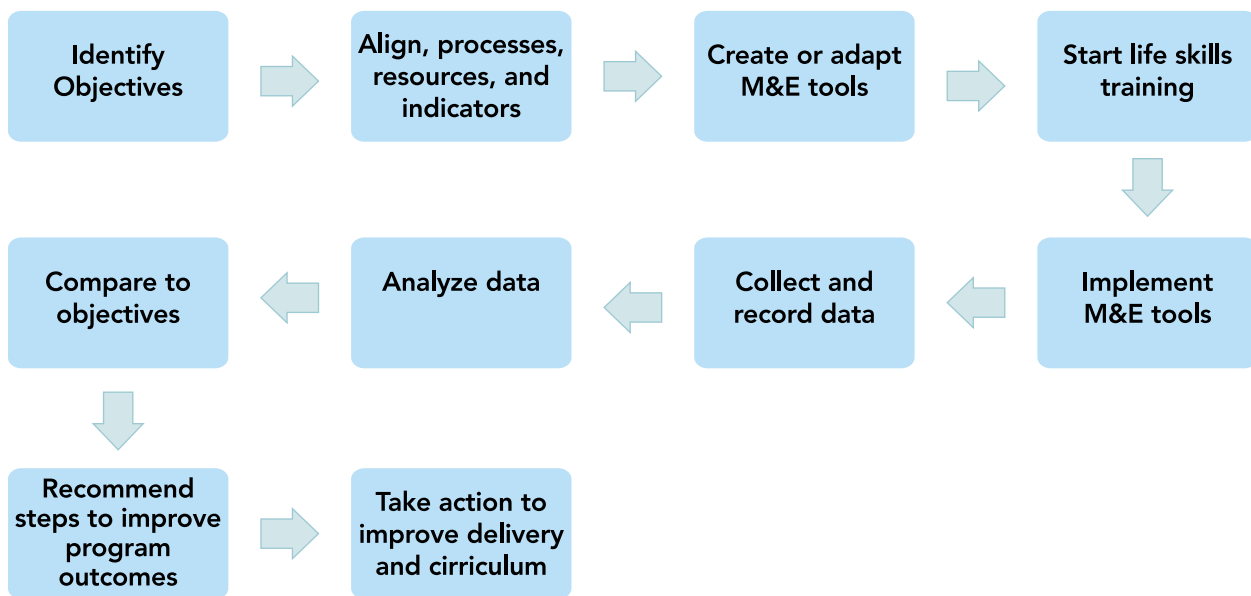 Identify
Objectives
Align, processes,
resources, and
indicators
Create or adapt
M&E tools
Start life skills
training
Implement
M&E tools
Collect and
record data
Analyze data
Compare to
objectives
Recommend
steps to improve
program
outcomes
Take action to
improve delivery
and cirriculum